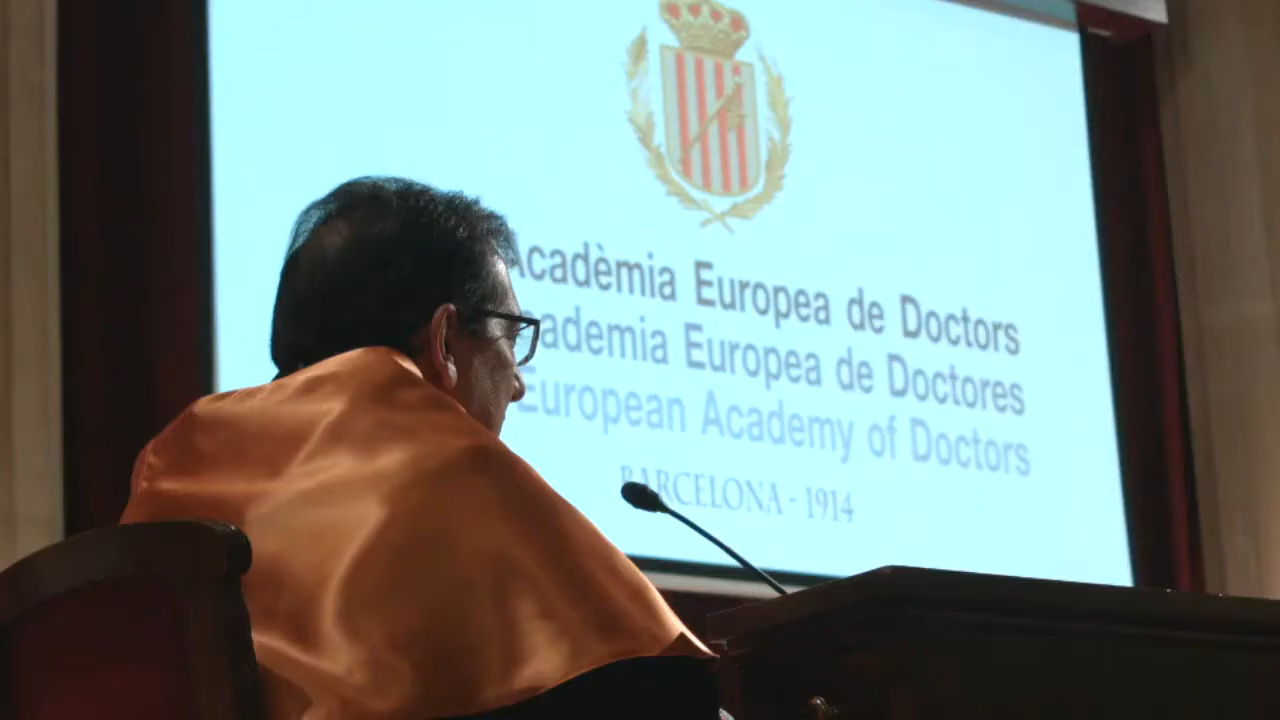 Acadèmia Europea de Doctors
Academia Europea de Doctores
European Academy of Doctors
BARCELONA - 1914